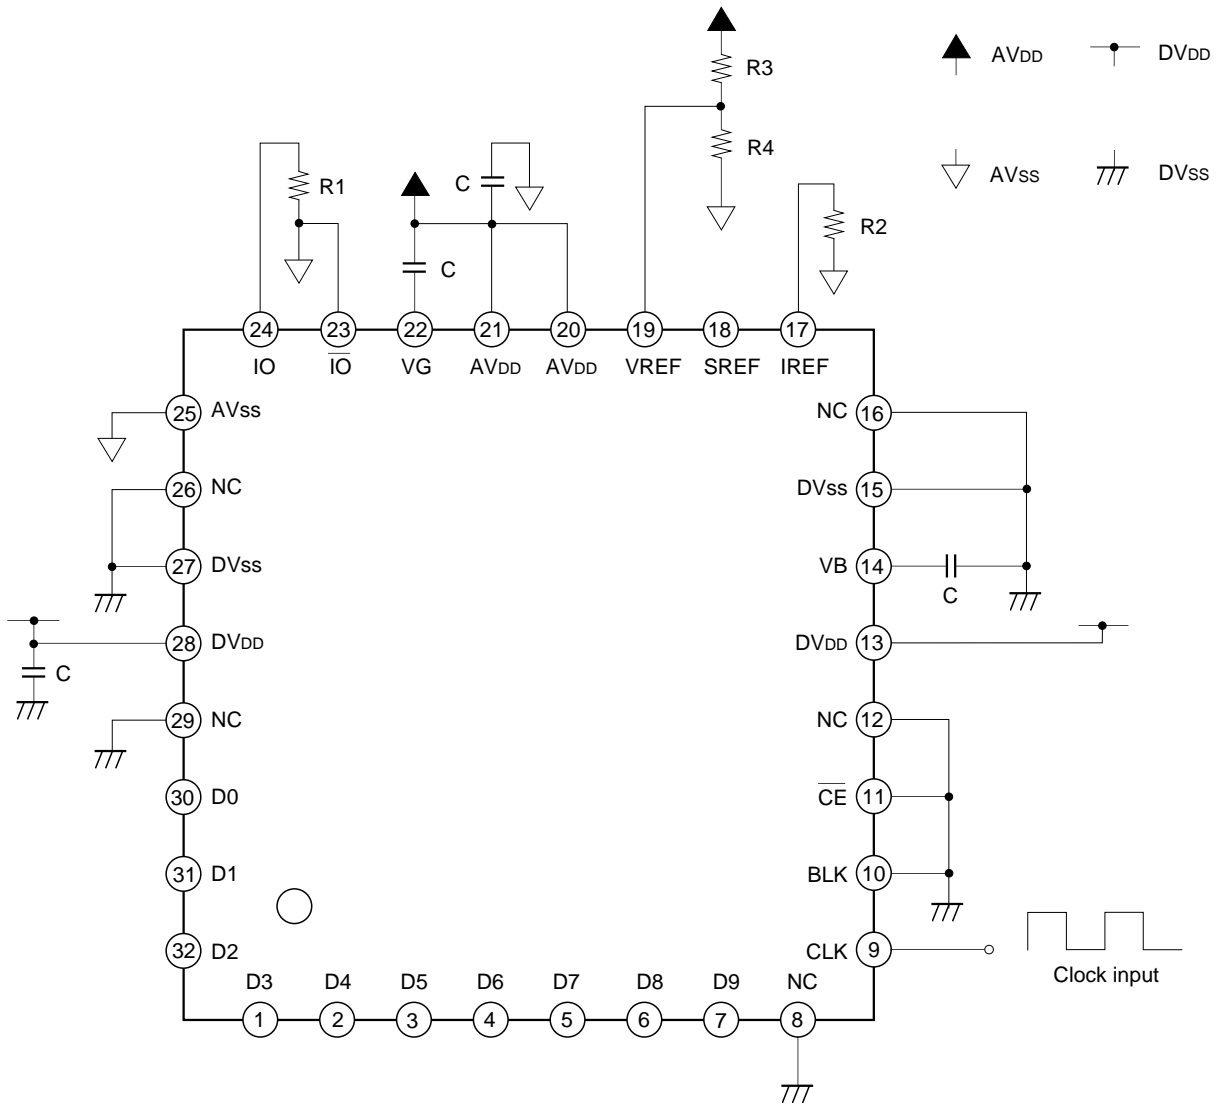 R3
AVDD
DVDD
R4
AVSS
DVSS
R1
C
R2
C
24
23
22
21
20
19
18
17
IO
IO
VG
AVDD
AVDD
VREF
SREF
IREF
25
AVss
NC
16
26
NC
DVss
15
27
DVss
VB
14
C
28
DVDD
DVDD
13
C
29
NC
NC
12
30
D0
CE
11
31
D1
BLK
10
32
D2
CLK
9
Clock input
D3
D4
D5
D6
D7
D8
D9
NC
1
2
3
4
5
6
7
8